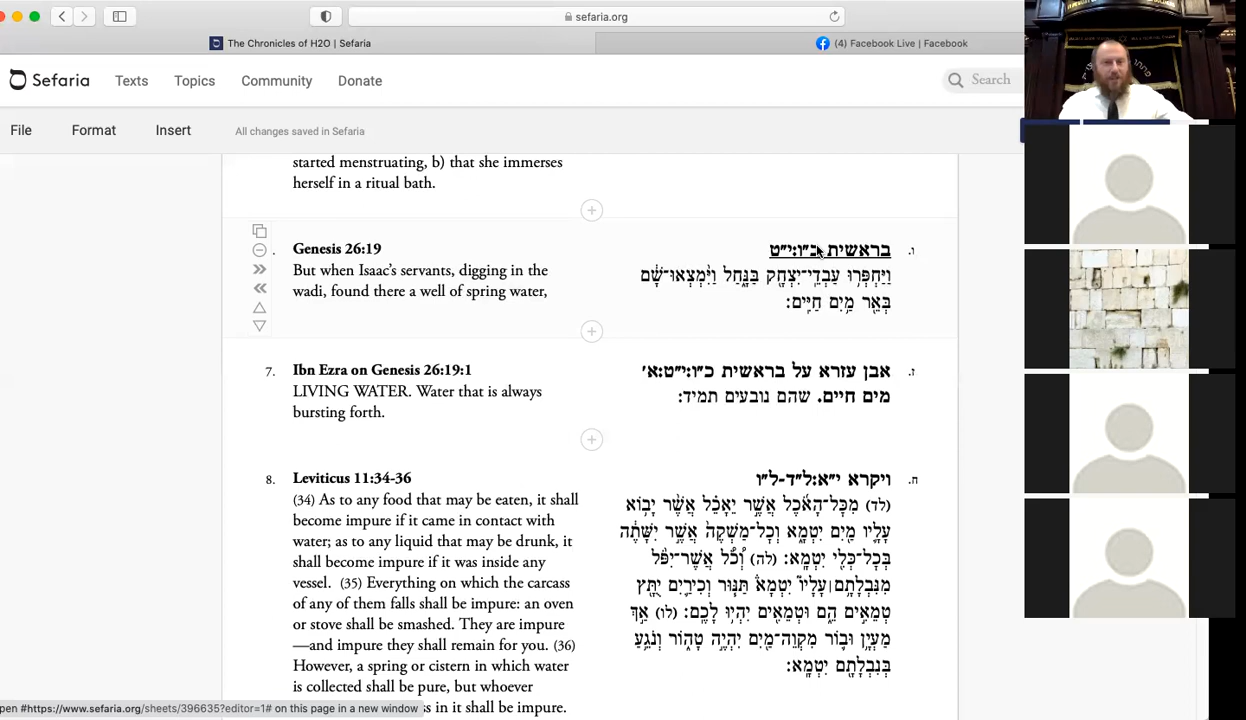 sefaria.org
The Chronicles of H2O | Sefaria
(4) Facebook Live | Facebook
Sefaria
Texts
Topics
Community
Donate
Search
File
Format
Insert
All changes saved in Sefaria
started menstruating, b) that she immerses
herself in a ritual bath.
Genesis 26:19
But when Isaac's servants, digging in the
wadi, found there a well of spring water,
ו.
בראשית כ״ו:י״ט
וַיַּחְפְּר֥וּ עַבְדֵֽי־יִצְחָ֖ק בַּנָּ֑חַל וַיִּ֨מְצְאוּ־שָׁ֔ם
בְּאֵ֖ר מַ֥יִם חַיִּֽים׃
7.
Ibn Ezra on Genesis 26:19:1
LIVING WATER. Water that is always
bursting forth.
ז.
אבן עזרא על בראשית כ״ו:י״ט:א׳
מים חיים. שהם נובעים תמיד:
8.
Leviticus 11:34-36
(34) As to any food that may be eaten, it shall
become impure if it came in contact with
water; as to any liquid that may be drunk, it
shall become impure if it was inside any
vessel. (35) Everything on which the carcass
of any of them falls shall be impure: an oven
or stove shall be smashed. They are impure
—and impure they shall remain for you. (36)
However, a spring or cistern in which water
is collected shall be pure, but whoever
s in it shall be impure.
ח.
ויקרא י״א:ל״ד-ל״ו
(לד) מִכׇּל־הָאֹ֜כֶל אֲשֶׁ֣ר יֵאָכֵ֗ל אֲשֶׁ֨ר יָב֥וֹא
עָלָ֛יו מַ֖יִם יִטְמָ֑א וְכׇל־מַשְׁקֶה֙ אֲשֶׁ֣ר יִשָּׁתֶ֔ה
בְּכׇל־כְּלִ֖י יִטְמָֽא׃ (לה) וְ֠כֹ֠ל אֲשֶׁר־יִפֹּ֨ל
מִנִּבְלָתָ֥ם ׀ עָלָיו֮ יִטְמָא֒ תַּנּ֧וּר וְכִירַ֛יִם יֻתָּ֖ץ
טְמֵאִ֣ים הֵ֑ם וּטְמֵאִ֖ים יִהְי֥וּ לָכֶֽם׃ (לו) אַ֣ךְ
מַעְיָ֥ן וּב֛וֹר מִקְוֵה־מַ֖יִם יִהְיֶ֣ה טָה֑וֹר וְנֹגֵ֥עַ
בְּנִבְלָתָ֖ם יִטְמָֽא׃
pen #https://www.sefaria.org/sheets/396635?editor=1# on this page in a new window